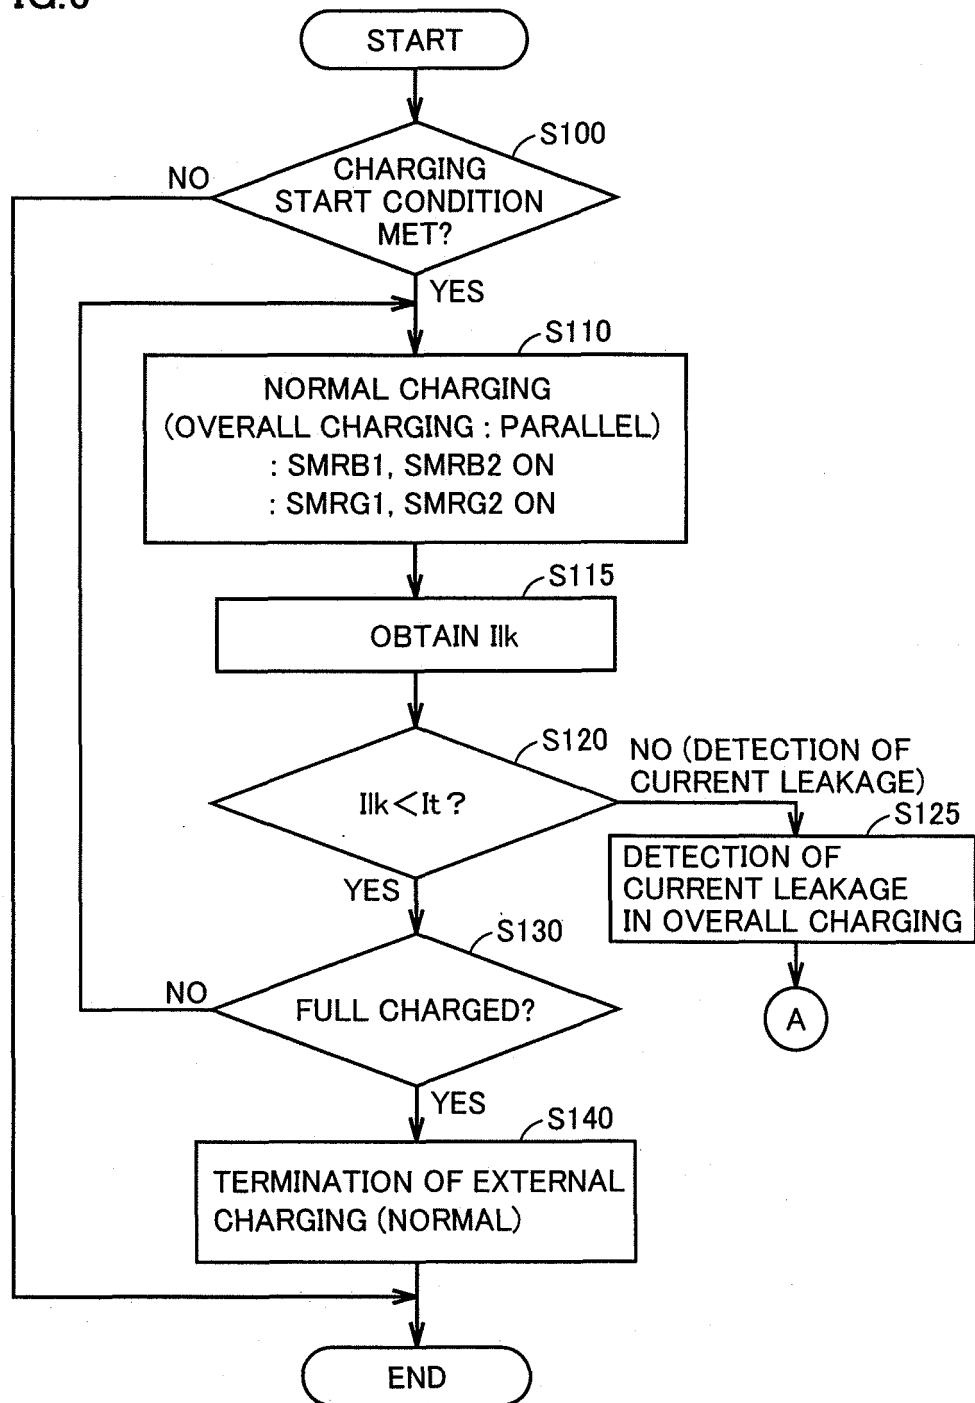 START
S100
NO
CHARGING
START CONDITION
MET?
YES
S110
NORMAL CHARGING
(OVERALL CHARGING : PARALLEL)
: SMRB1, SMRB2 ON
: SMRG1, SMRG2 ON
S115
OBTAIN Ilk
S120
NO (DETECTION OF
CURRENT LEAKAGE)
Ilk<It?
S125
DETECTION OF
CURRENT LEAKAGE
IN OVERALL CHARGING
YES
S130
NO
FULL CHARGED?
A
YES
S140
TERMINATION OF EXTERNAL
CHARGING (NORMAL)
END